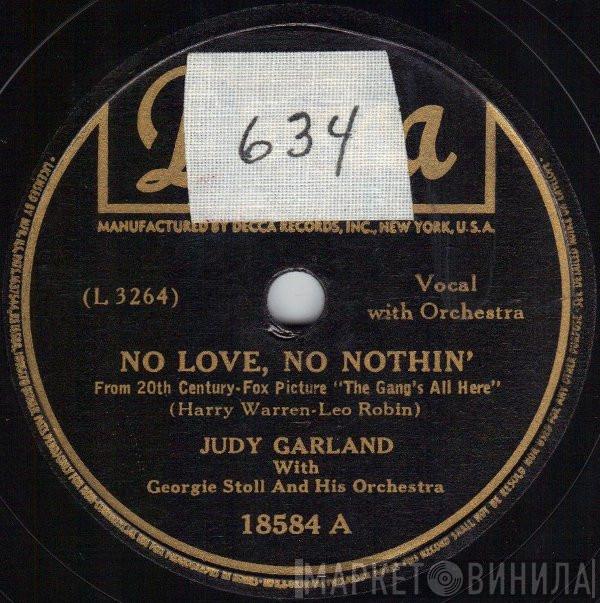 634
MANUFACTURED BY DECCA RECORDS, INC., NEW YORK, U.S.A.
(L 3264)
Vocal
with Orchestra
NO LOVE, NO NOTHIN'
From 20th Century-Fox Picture "The Gang's All Here"
(Harry Warren-Leo Robin)
JUDY GARLAND
With
Georgie Stoll And His Orchestra
18584 A
МАРКЕТ ВИНИЛА